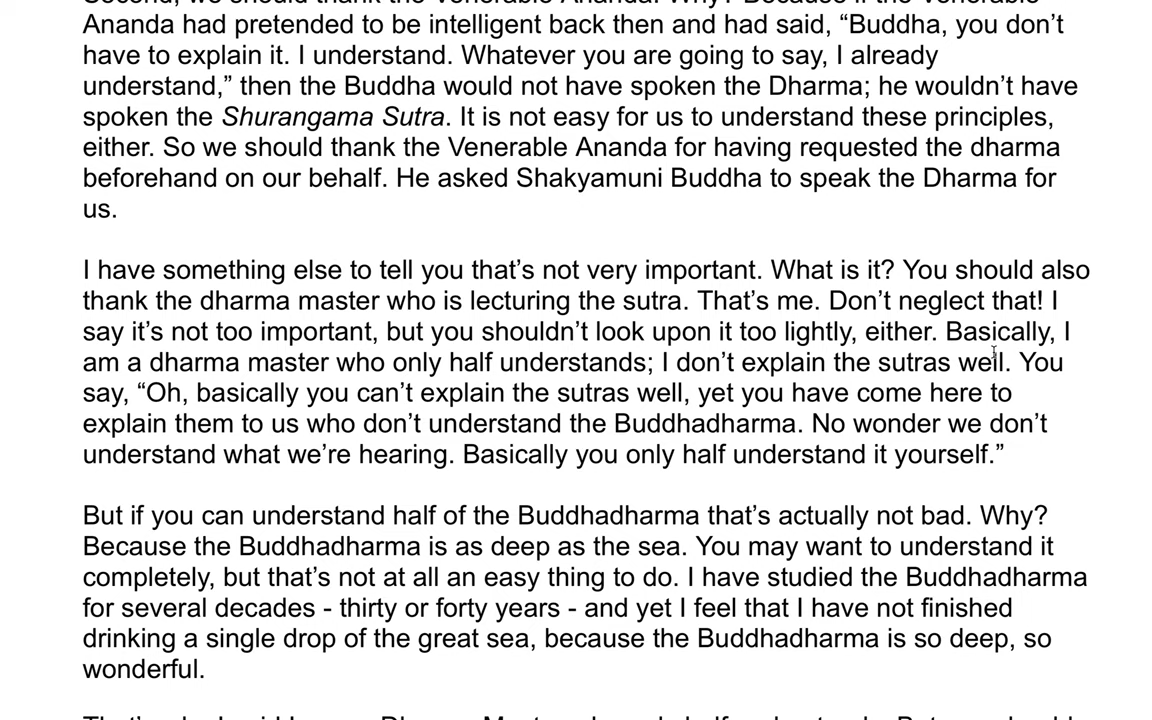 Second, we should thank the Venerable Ananda. Why? Because if the Venerable
Ananda had pretended to be intelligent back then and had said, “Buddha, you don’t
have to explain it. I understand. Whatever you are going to say, I already
understand,” then the Buddha would not have spoken the Dharma; he wouldn’t have
spoken the Shurangama Sutra. It is not easy for us to understand these principles,
either. So we should thank the Venerable Ananda for having requested the dharma
beforehand on our behalf. He asked Shakyamuni Buddha to speak the Dharma for
us.
I have something else to tell you that’s not very important. What is it? You should also
thank the dharma master who is lecturing the sutra. That’s me. Don’t neglect that! I
say it’s not too important, but you shouldn’t look upon it too lightly, either. Basically, I
am a dharma master who only half understands; I don’t explain the sutras well. You
say, “Oh, basically you can’t explain the sutras well, yet you have come here to
explain them to us who don’t understand the Buddhadharma. No wonder we don’t
understand what we’re hearing. Basically you only half understand it yourself.”
But if you can understand half of the Buddhadharma that’s actually not bad. Why?
Because the Buddhadharma is as deep as the sea. You may want to understand it
completely, but that’s not at all an easy thing to do. I have studied the Buddhadharma
for several decades - thirty or forty years - and yet I feel that I have not finished
drinking a single drop of the great sea, because the Buddhadharma is so deep, so
wonderful.